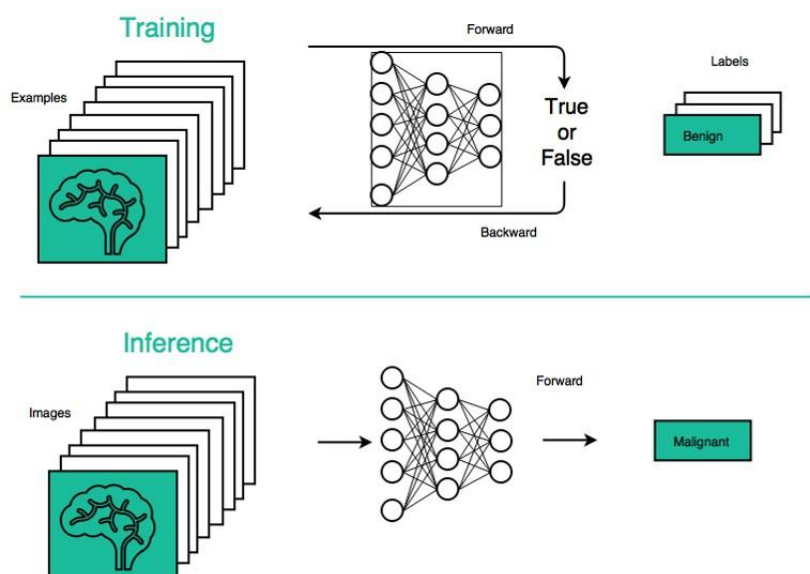 Training
Forward
Examples
Labels
True
or
False
Benign
Backward
Inference
Images
Forward
Malignant